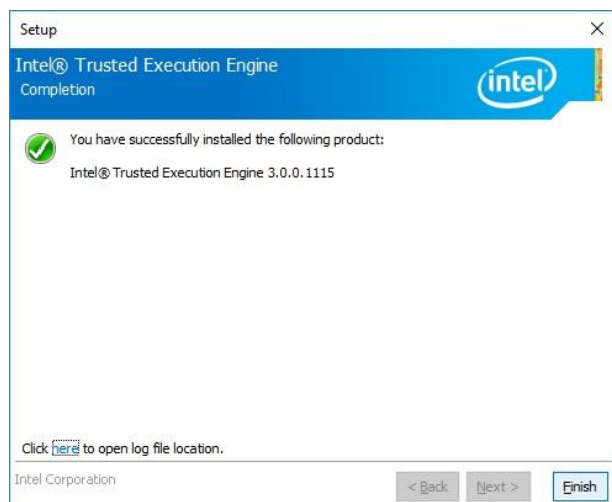 Setup
Intel® Trusted Execution Engine
Completion
intel
You have successfully installed the following product:
Intel® Trusted Execution Engine 3.0.0.1115
Click here to open log file location.
Intel Corporation
< Back Next > Finish